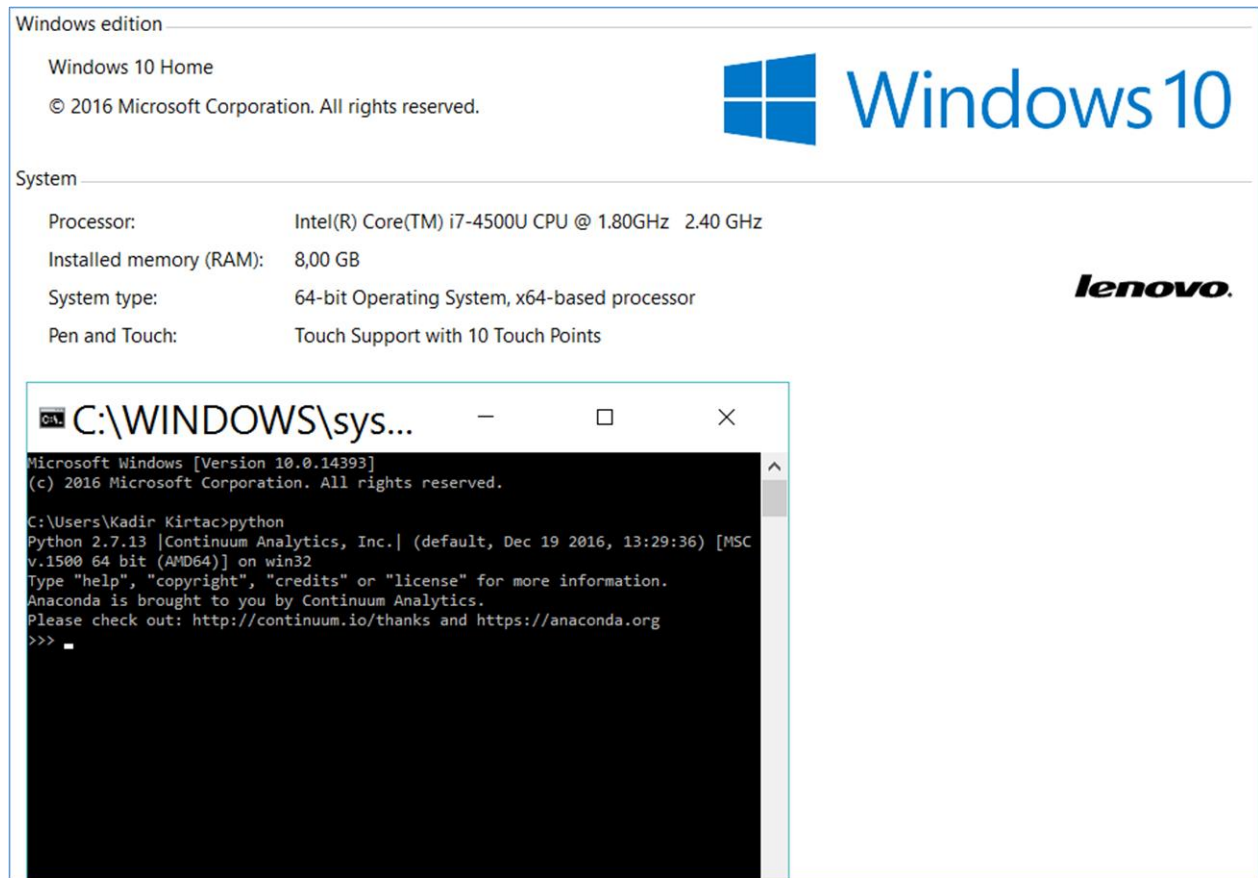 Windows edition
Windows 10 Home
© 2016 Microsoft Corporation. All rights reserved.
Windows 10
System
Processor: Intel(R) Core(TM) i7-4500U CPU @ 1.80GHz 2.40 GHz
Installed memory (RAM): 8,00 GB
System type: 64-bit Operating System, x64-based processor
Pen and Touch: Touch Support with 10 Touch Points
lenovo.
C:\WINDOWS\sys...
Microsoft Windows [Version 10.0.14393]
(c) 2016 Microsoft Corporation. All rights reserved.
C:\Users\Kadir Kirtac>python
Python 2.7.13 |Continuum Analytics, Inc.| (default, Dec 19 2016, 13:29:36) [MSC
v.1500 64 bit (AMD64)] on win32
Type "help", "copyright", "credits" or "license" for more information.
Anaconda is brought to you by Continuum Analytics.
Please check out: http://continuum.io/thanks and https://anaconda.org
>>>